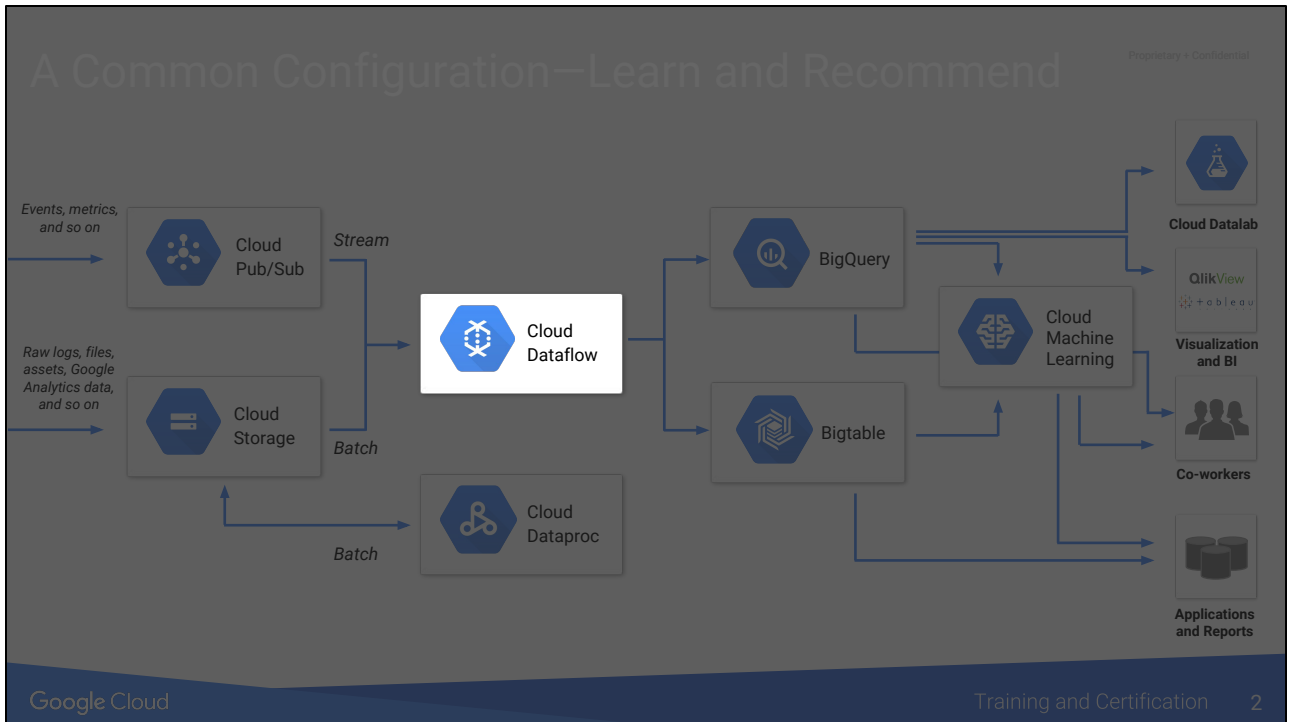 A Common Configuration—Learn and Recommend
Proprietary + Confidential
Events, metrics,
and so on
Cloud
Pub/Sub
Stream
Raw logs, files,
assets, Google
Analytics data,
and so on
Cloud
Storage
Batch
Cloud
Dataflow
Cloud
Dataproc
Batch
BigQuery
Bigtable
Cloud
Machine
Learning
Cloud Datalab
QlikView
+ableau
Visualization
and BI
Co-workers
Applications
and Reports
Google Cloud
Training and Certification
2